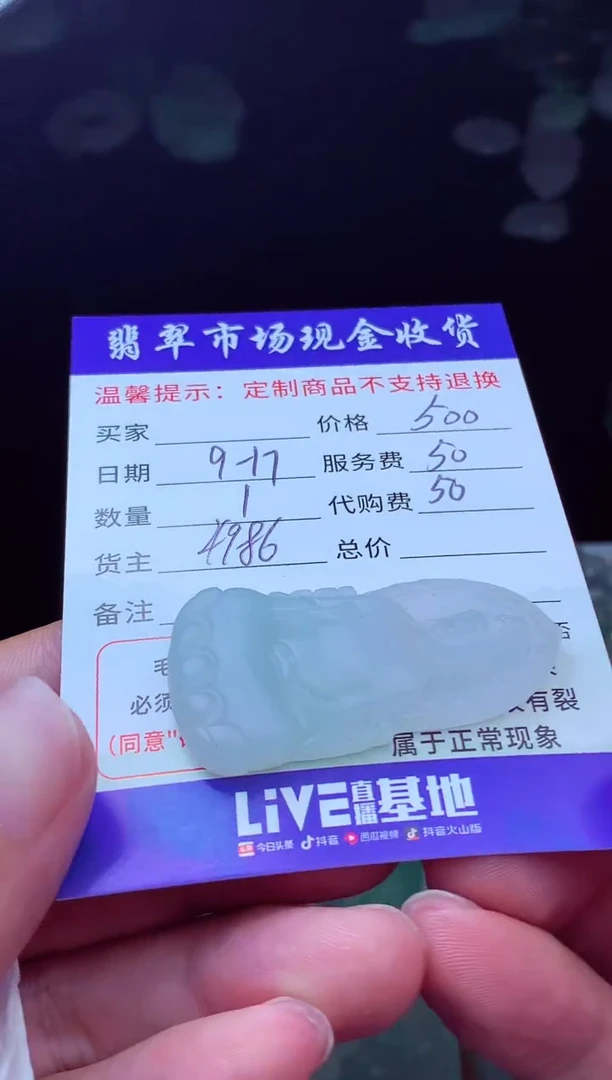 翡翠市场现金收货
温馨提示：定制商品不支持退换
买家 价格 500
日期 9-17 服务费 50
数量 1 代购费 50
货主 4986 总价
备注
必须 有裂
(同意" 属于正常现象
LiVE直播基地
今日头条 抖音 西瓜视频 抖音火山版